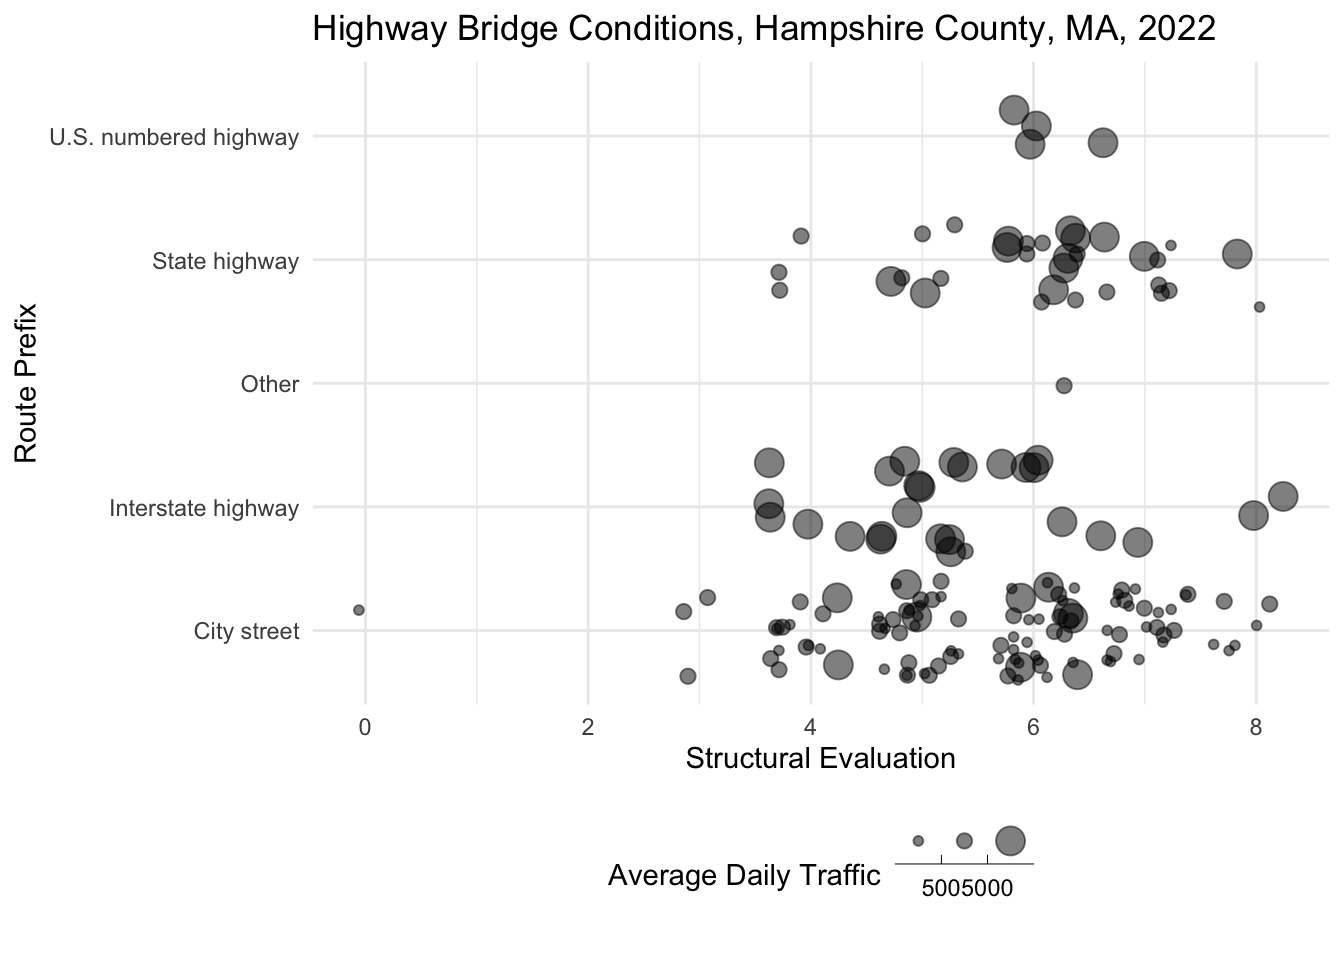 Highway Bridge Conditions, Hampshire County, MA, 2022
Route Prefix
U.S. numbered highway
State highway
Other
Interstate highway
City street
0 2 4 6 8
Structural Evaluation
Average Daily Traffic
5005000